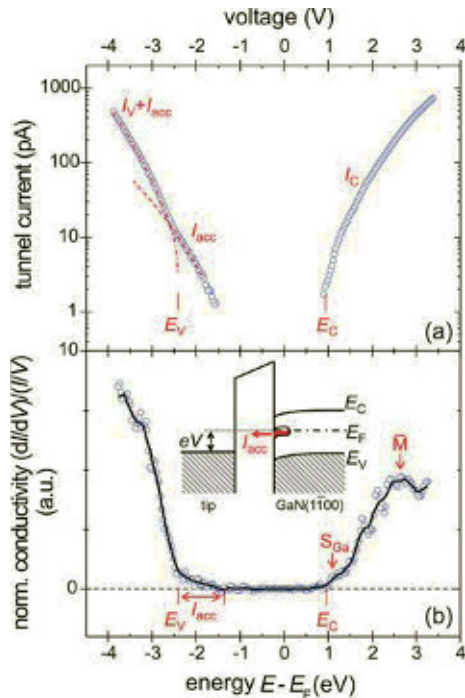 voltage (V)
-4 -3 -2 -1 0 1 2 3 4
tunnel current (pA)
1000
100
10
1
I_V+I_acc
I_acc
I_C
E_V
E_C
(a)
norm. conductivity (dI/dV)/(I/V)
(a.u.)
10
0
eV
I_acc
E_C
E_F
E_V
tip
GaN(11̅00)
M̅
S_Ga
E_V
I_acc
E_C
(b)
-4 -3 -2 -1 0 1 2 3 4
energy E - E_F(eV)